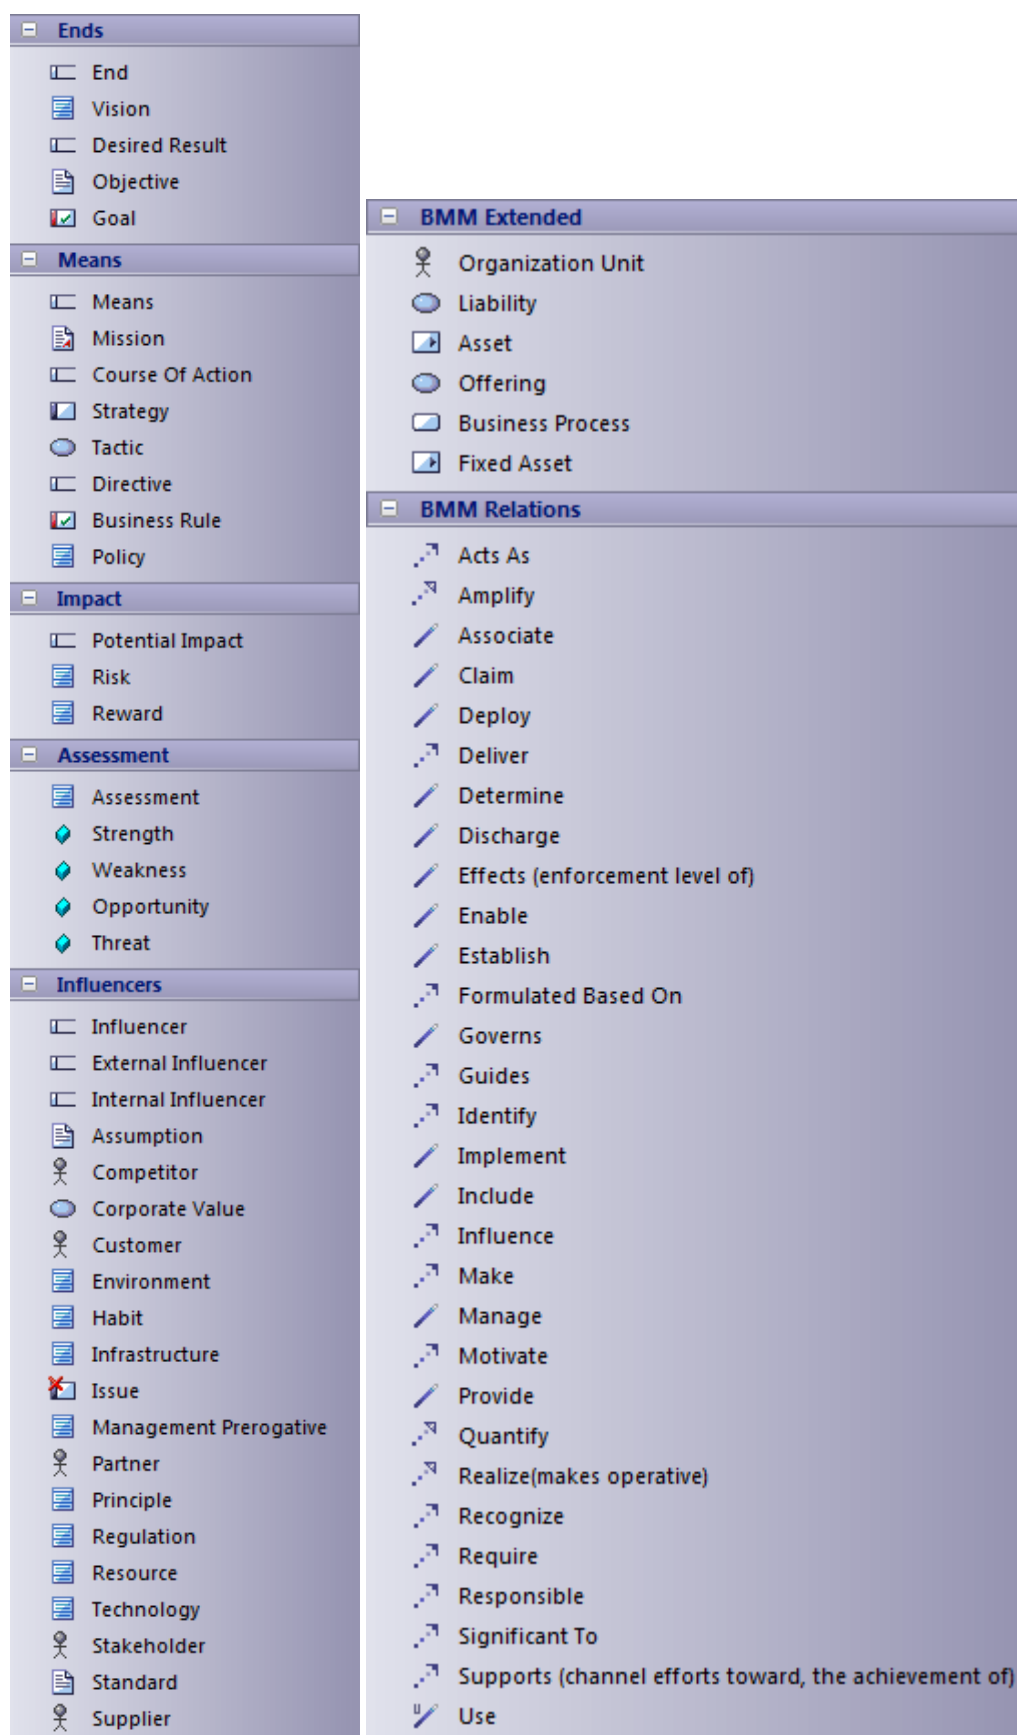 Ends
End
Vision
Desired Result
Objective
Goal
Means
Means
Mission
Course Of Action
Strategy
Tactic
Directive
Business Rule
Policy
Impact
Potential Impact
Risk
Reward
Assessment
Assessment
Strength
Weakness
Opportunity
Threat
Influencers
Influencer
External Influencer
Internal Influencer
Assumption
Competitor
Corporate Value
Customer
Environment
Habit
Infrastructure
Issue
Management Prerogative
Partner
Principle
Regulation
Resource
Technology
Stakeholder
Standard
Supplier
BMM Extended
Organization Unit
Liability
Asset
Offering
Business Process
Fixed Asset
BMM Relations
Acts As
Amplify
Associate
Claim
Deploy
Deliver
Determine
Discharge
Effects (enforcement level of)
Enable
Establish
Formulated Based On
Governs
Guides
Identify
Implement
Include
Influence
Make
Manage
Motivate
Provide
Quantify
Realize(makes operative)
Recognize
Require
Responsible
Significant To
Supports (channel efforts toward, the achievement of)
Use